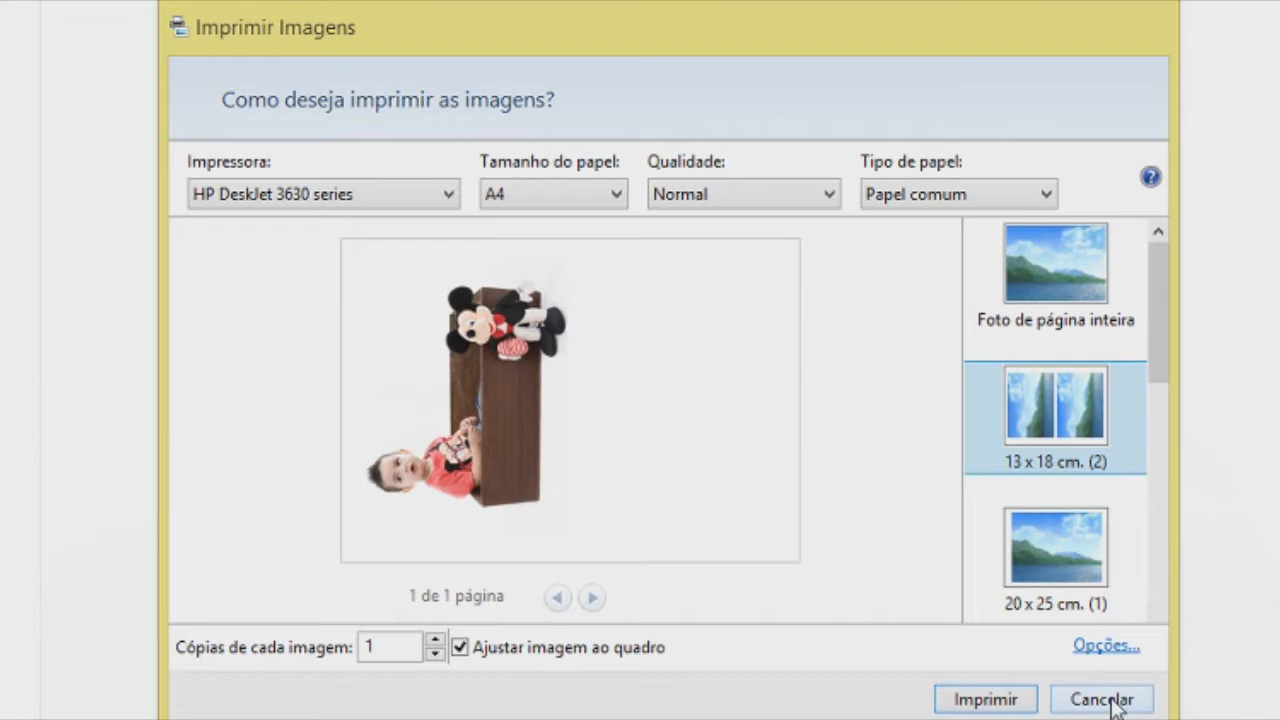 Imprimir Imagens
Como deseja imprimir as imagens?
Impressora: Tamanho do papel: Qualidade: Tipo de papel:
HP DeskJet 3630 series A4 Normal Papel comum
Foto de página inteira
13 x 18 cm. (2)
20 x 25 cm. (1)
1 de 1 página
Cópias de cada imagem: 1 Ajustar imagem ao quadro Opções...
Imprimir Cancelar